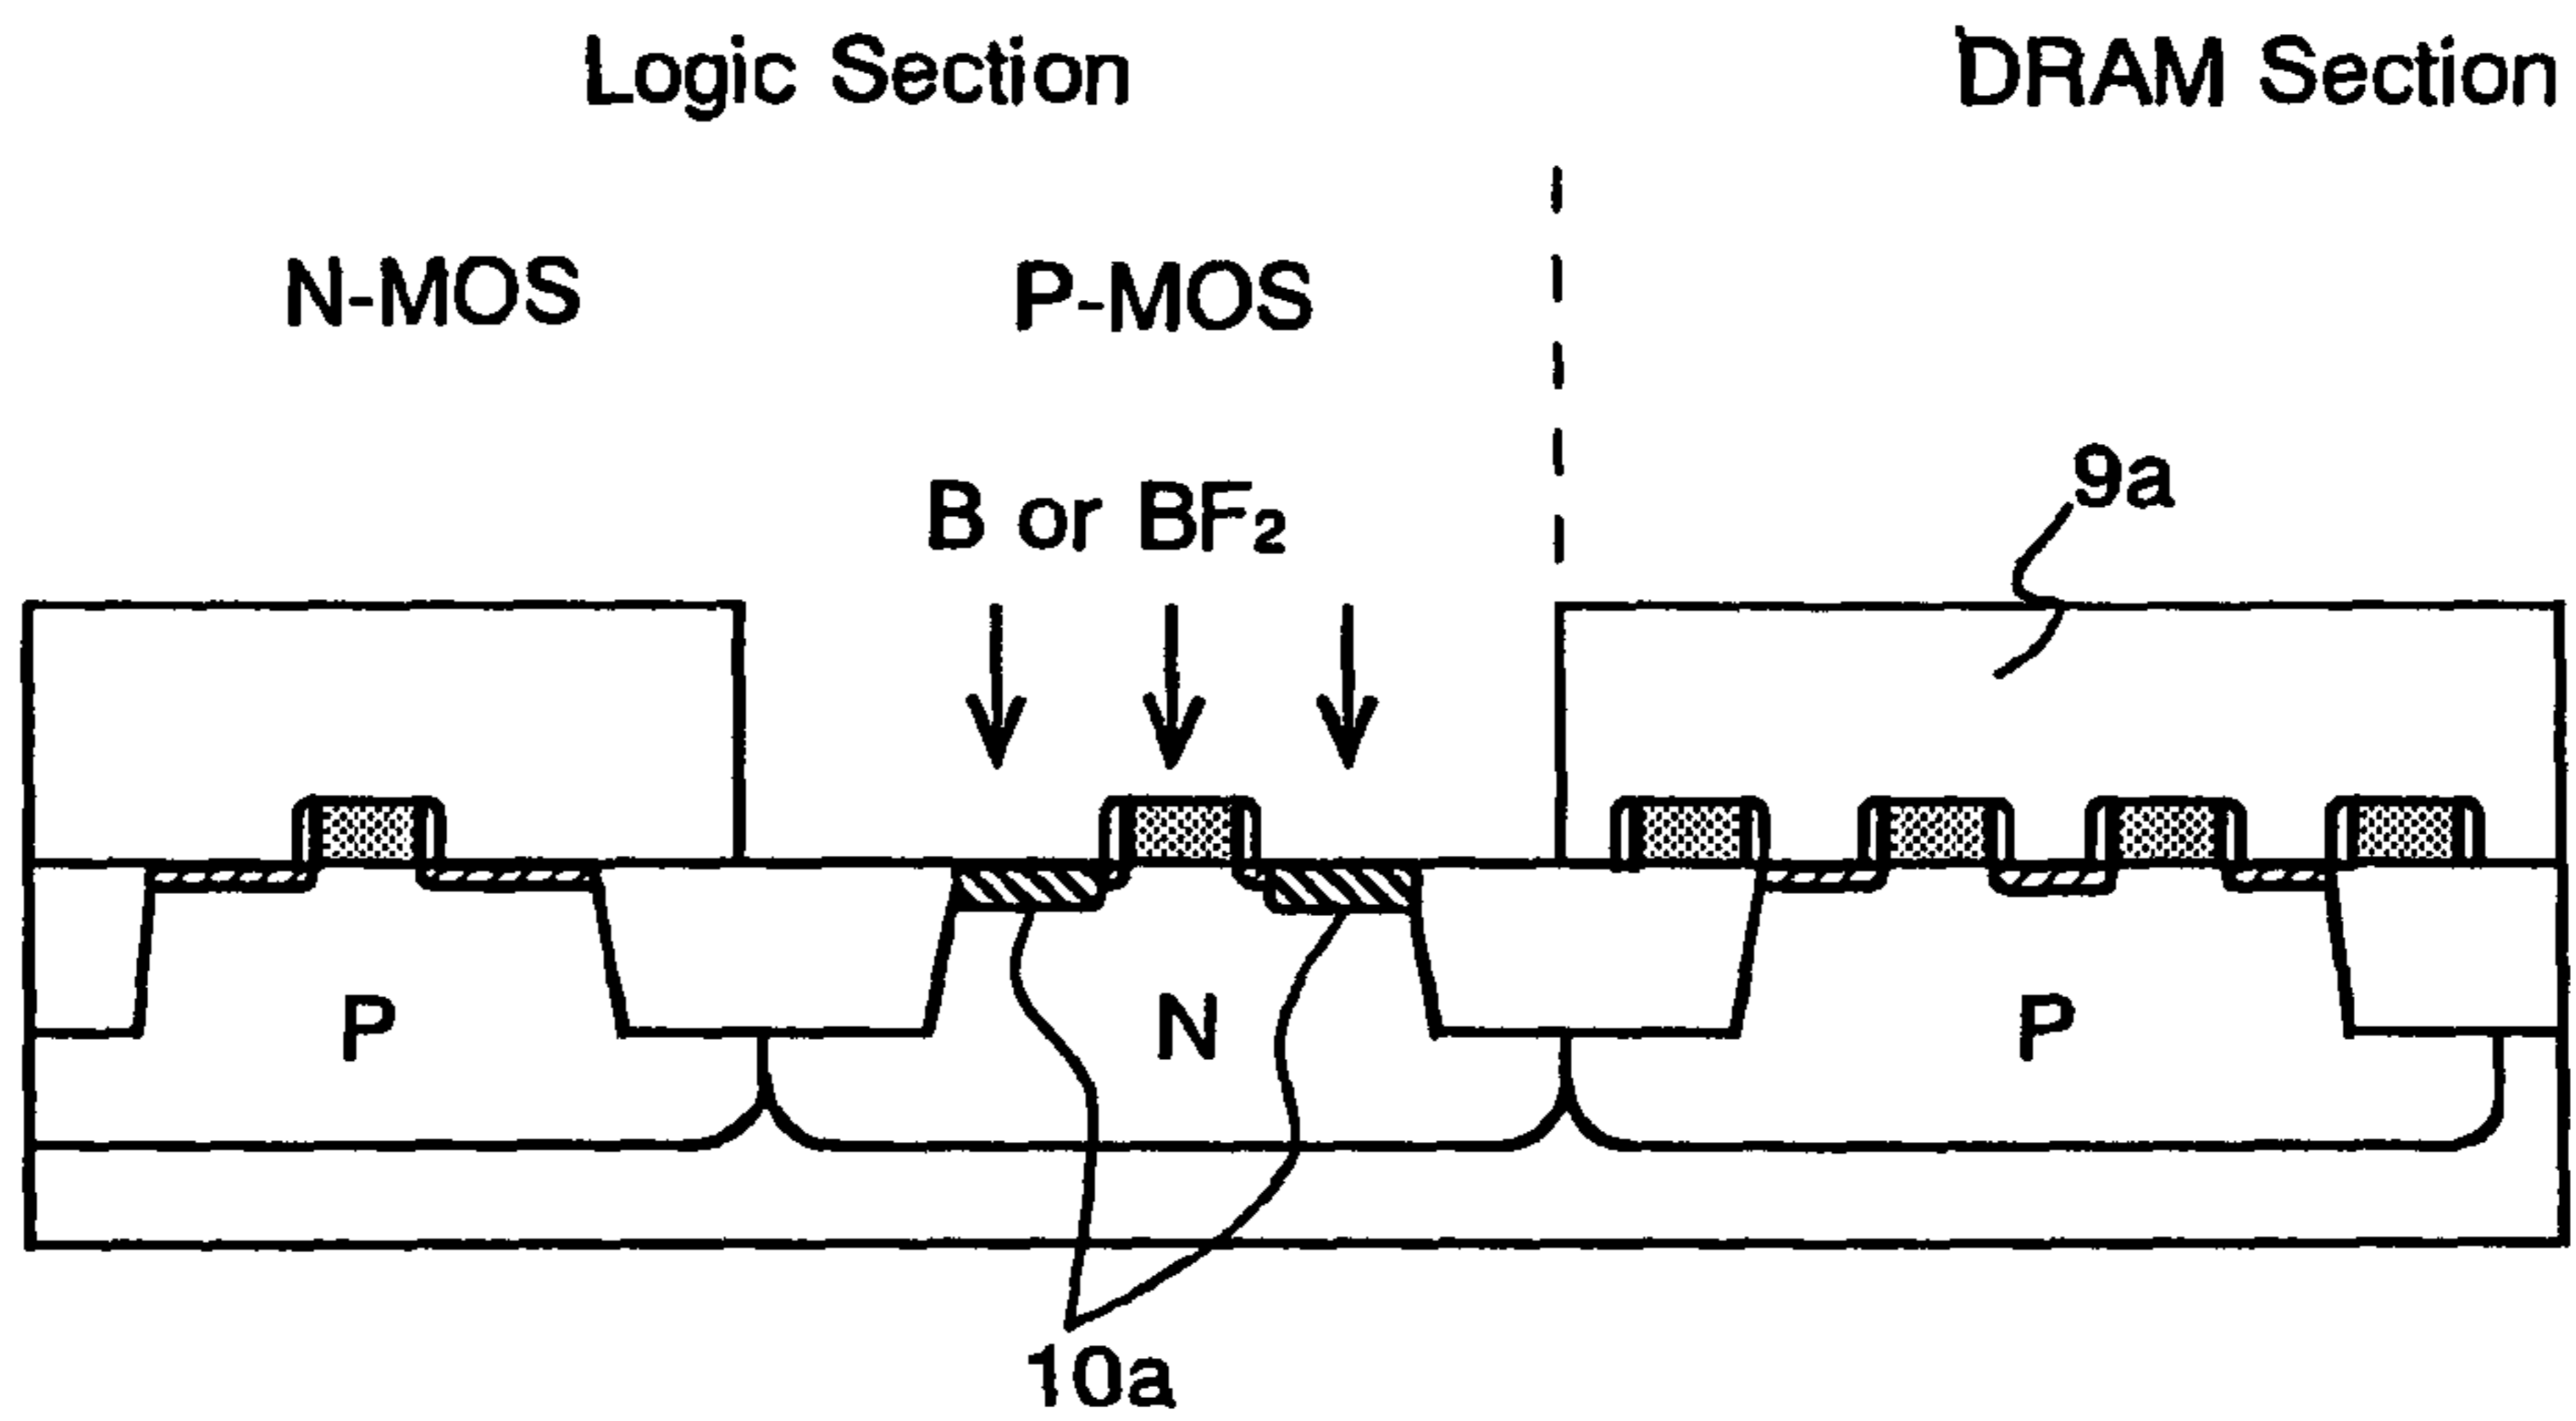 Logic Section DRAM Section
N-MOS P-MOS
B or BF₂
9a
P N P
10a